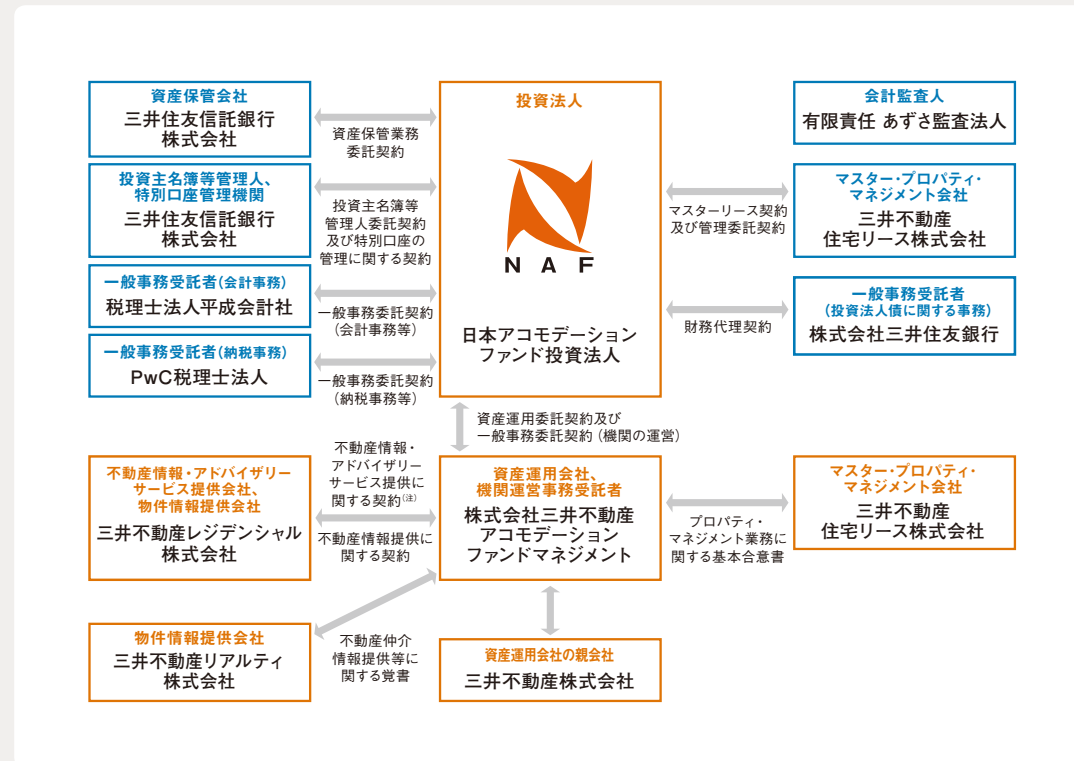 資産保管会社
三井住友信託銀行
株式会社
資産保管業務
委託契約
投資主名簿等管理人、
特別口座管理機関
三井住友信託銀行
株式会社
投資主名簿等
管理人委託契約
及び特別口座の
管理に関する契約
一般事務受託者(会計事務)
税理士法人平成会計社
一般事務委託契約
(会計事務等)
一般事務受託者(納税事務)
PwC税理士法人
一般事務委託契約
(納税事務等)
投資法人
NAF
日本アコモデーション
ファンド投資法人
会計監査人
有限責任 あずさ監査法人
マスターリース契約
及び管理委託契約
マスター・プロパティ・
マネジメント会社
三井不動産
住宅リース株式会社
財務代理契約
一般事務受託者
(投資法人債に関する事務)
株式会社三井住友銀行
資産運用委託契約及び
一般事務委託契約(機関の運営)
不動産情報・アドバイザリー
サービス提供会社、
物件情報提供会社
三井不動産レジデンシャル
株式会社
不動産情報・
アドバイザリー
サービス提供に
関する契約(注)
不動産情報提供に
関する契約
資産運用会社、
機関運営事務受託者
株式会社三井不動産
アコモデーション
ファンドマネジメント
プロパティ・
マネジメント業務に
関する基本合意書
マスター・プロパティ・
マネジメント会社
三井不動産
住宅リース株式会社
物件情報提供会社
三井不動産リアルティ
株式会社
不動産仲介
情報提供等に
関する覚書
資産運用会社の親会社
三井不動産株式会社